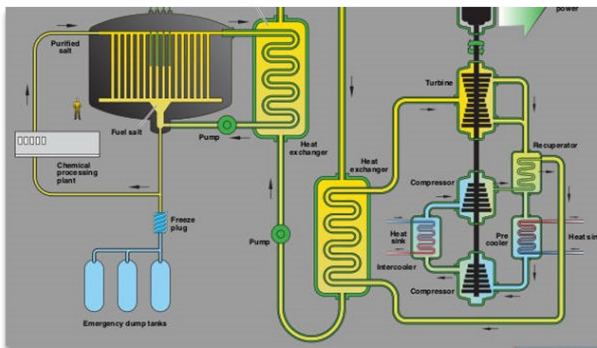 power
Purified
salt
Turbine
Fuel salt
Pump
Heat
exchanger
Recuperator
Chemical
processing
plant
Heat
exchanger
Compressor
Freeze
plug
Pump
Heat
sink
Pre
cooler
Heat sin
Intercooler
Compressor
Emergency dump tanks